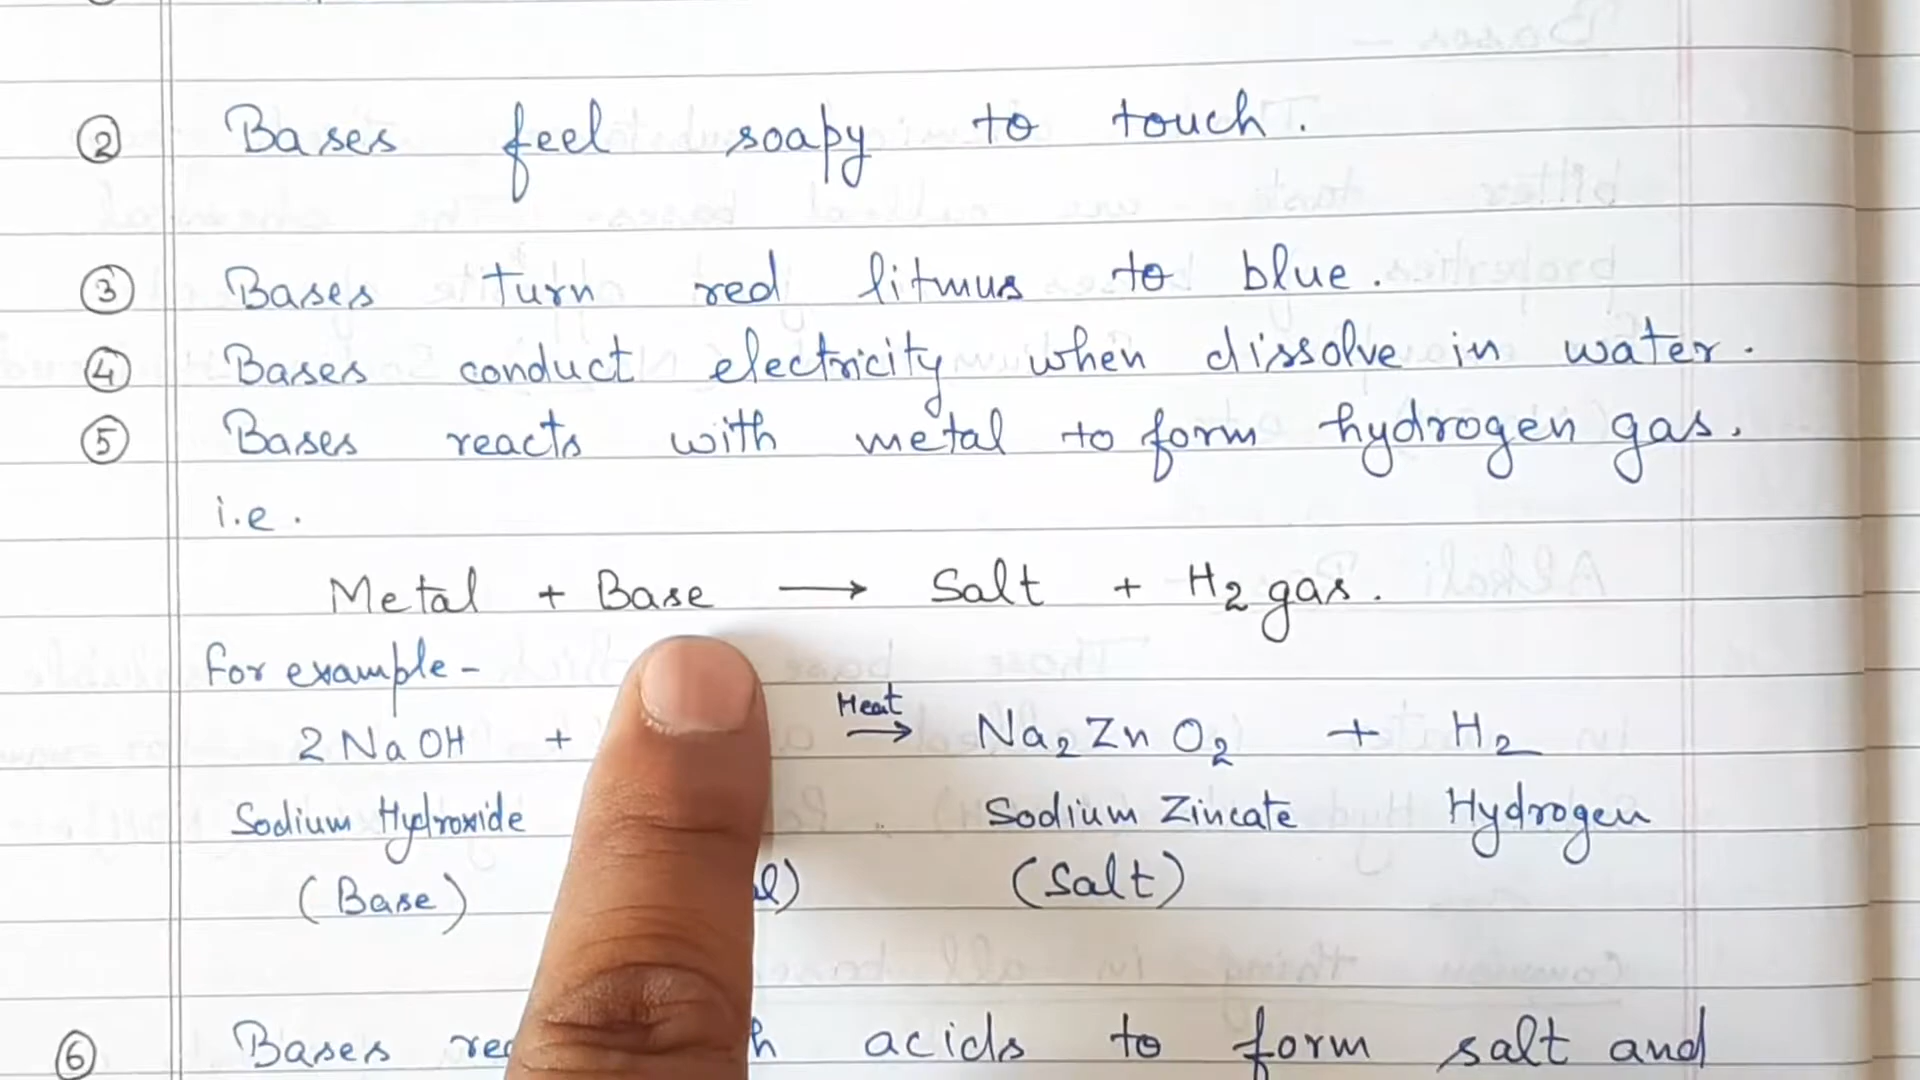 ② Bases feel soapy to touch.
③ Bases turn red litmus to blue.
④ Bases conduct electricity when dissolve in water.
⑤ Bases reacts with metal to form hydrogen gas.
i.e.
Metal + Base ⟶ Salt + H₂ gas.
For example -
2 NaOH + Heat → Na₂ZnO₂ + H₂
Sodium Hydroxide Sodium Zincate Hydrogen
(Base) (Salt)
⑥ Bases acids to form salt and